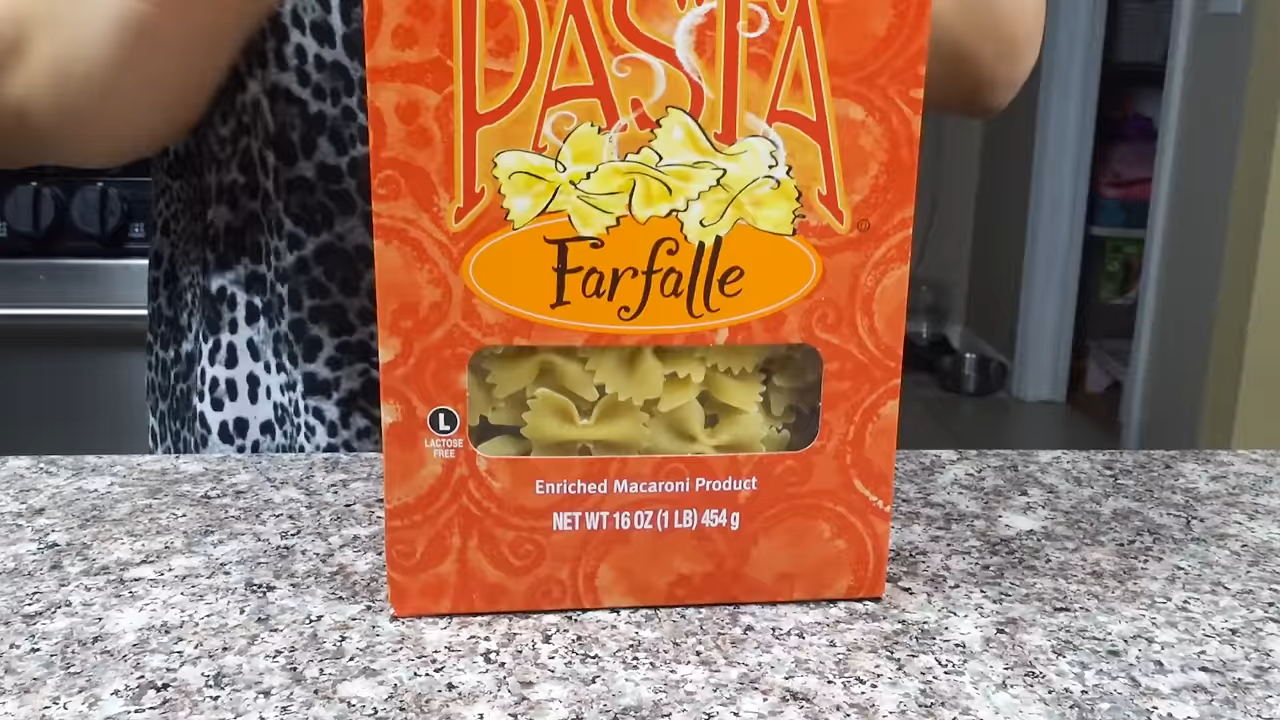 PASTA
Farfalle
L
LACTOSE
FREE
Enriched Macaroni Product
NET WT 16 OZ (1 LB) 454 g